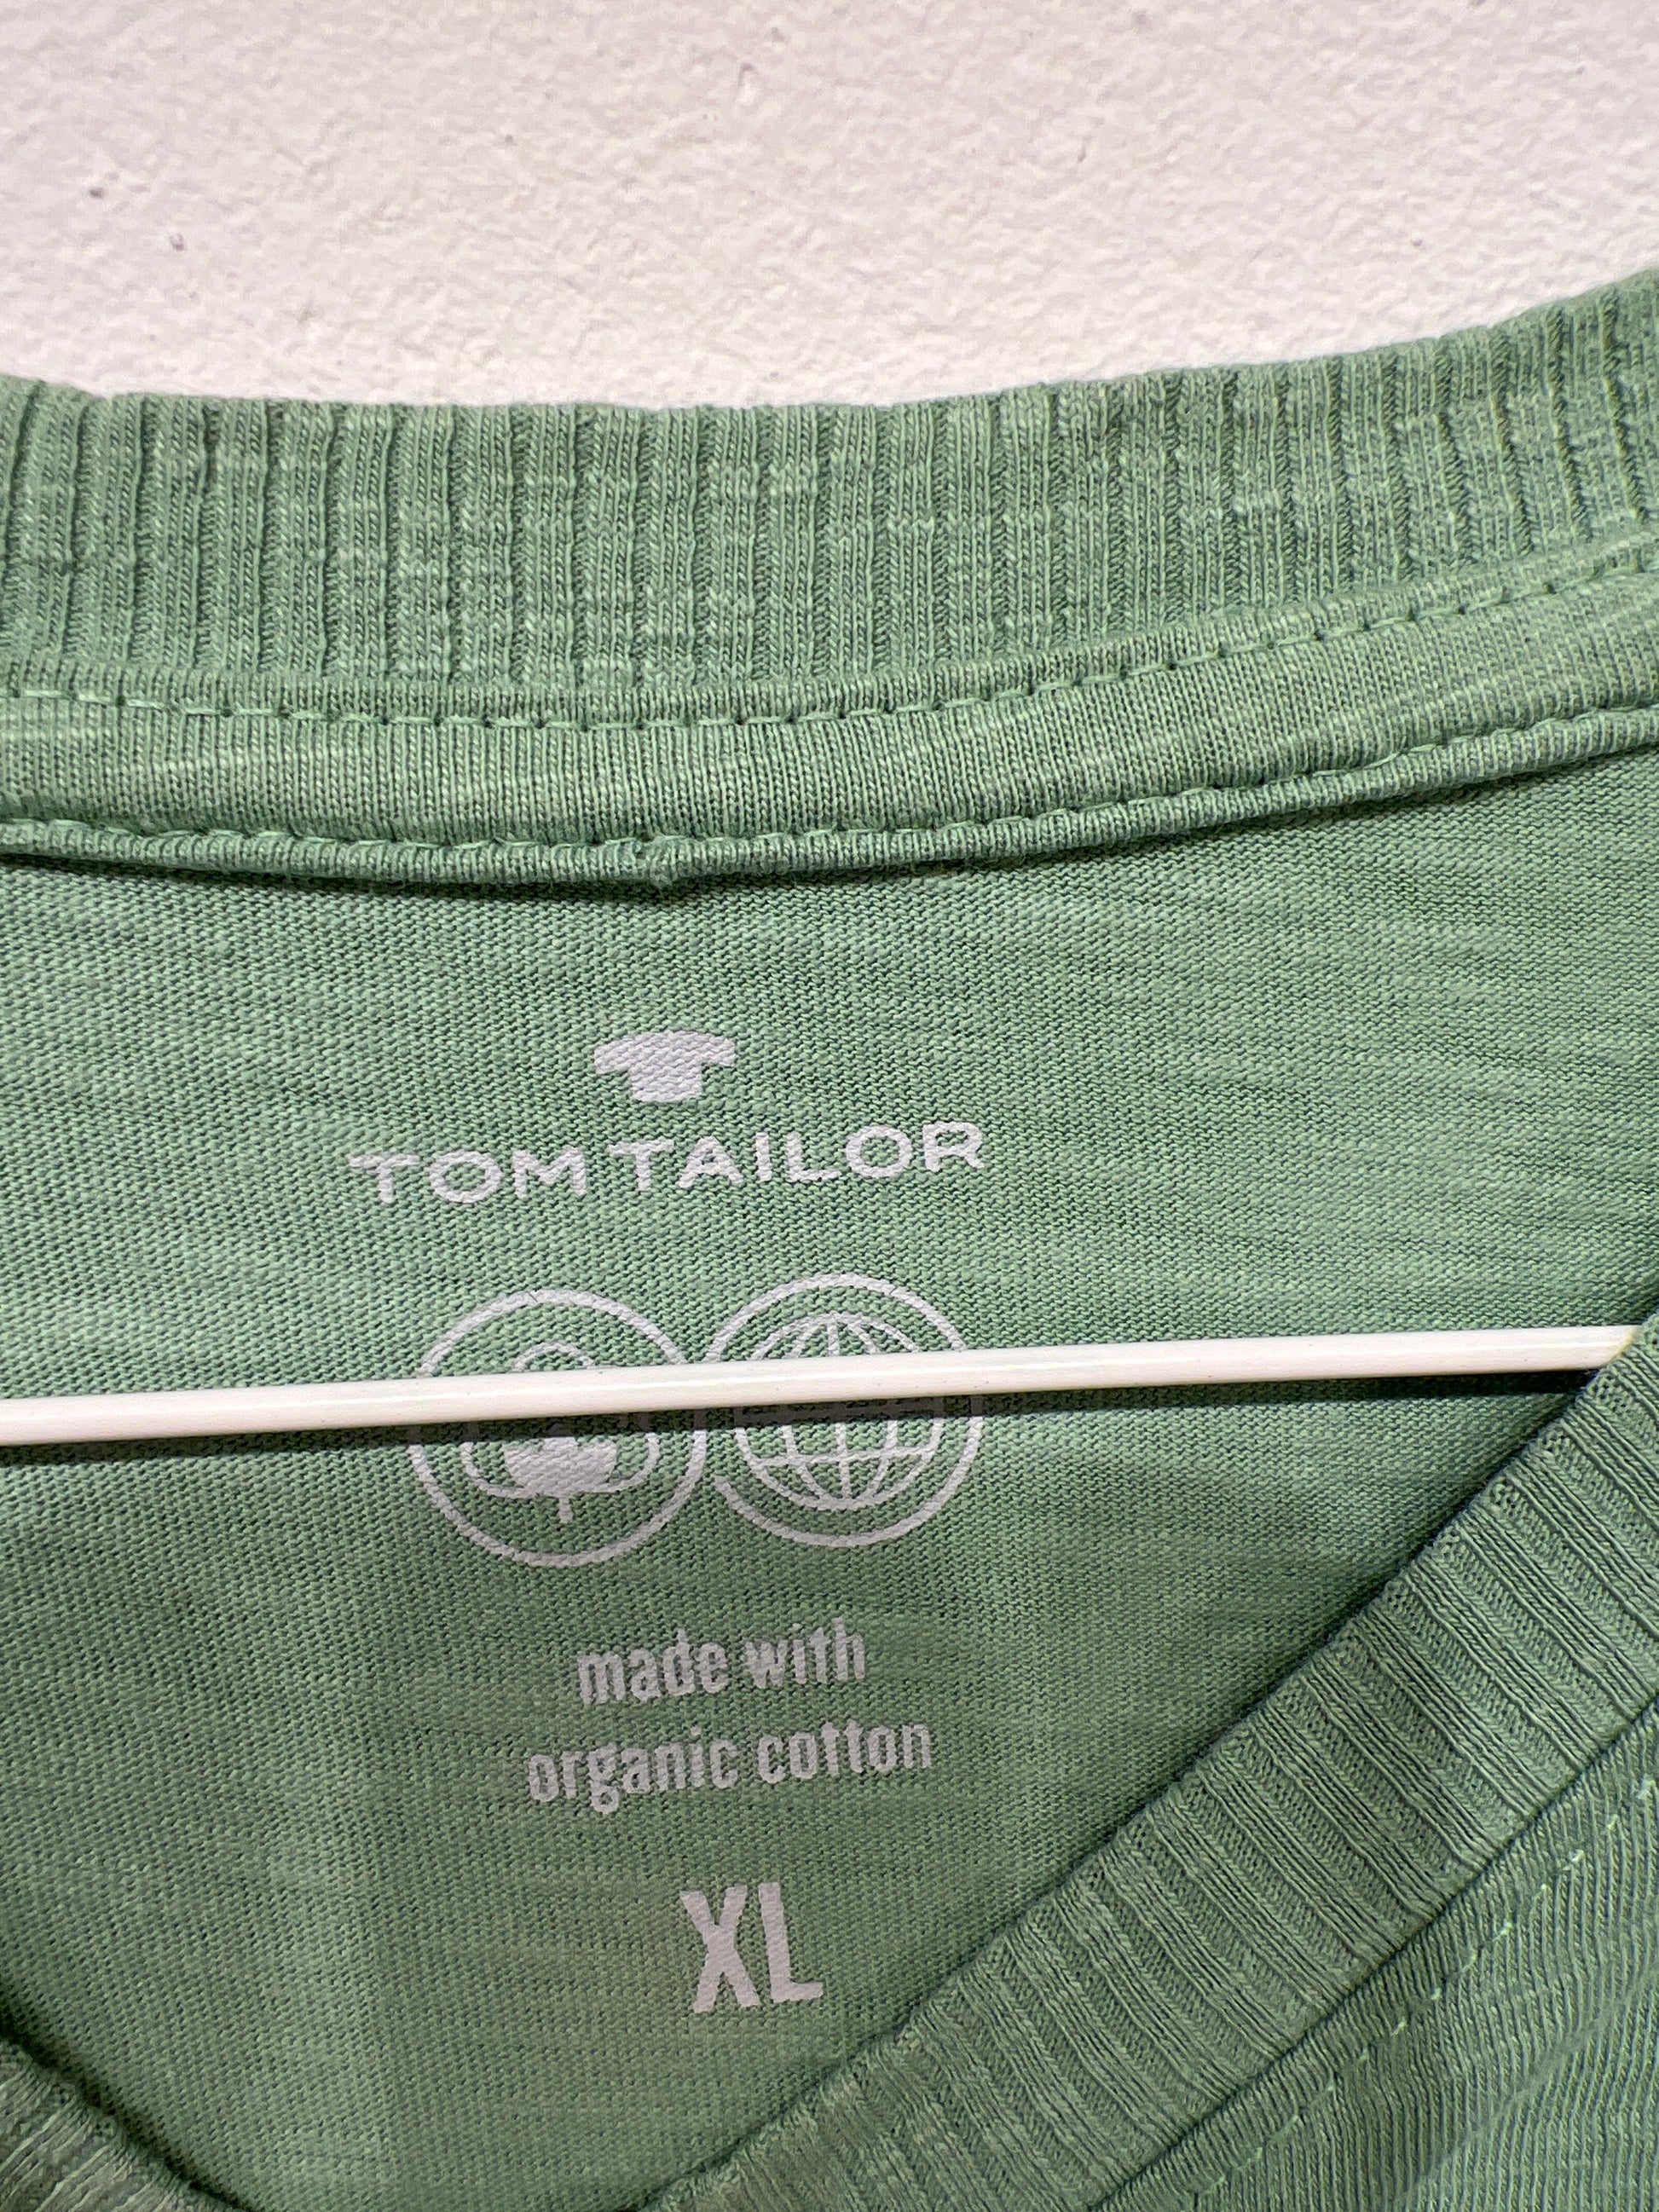 TOM TAILOR
made with
organic cotton
XL